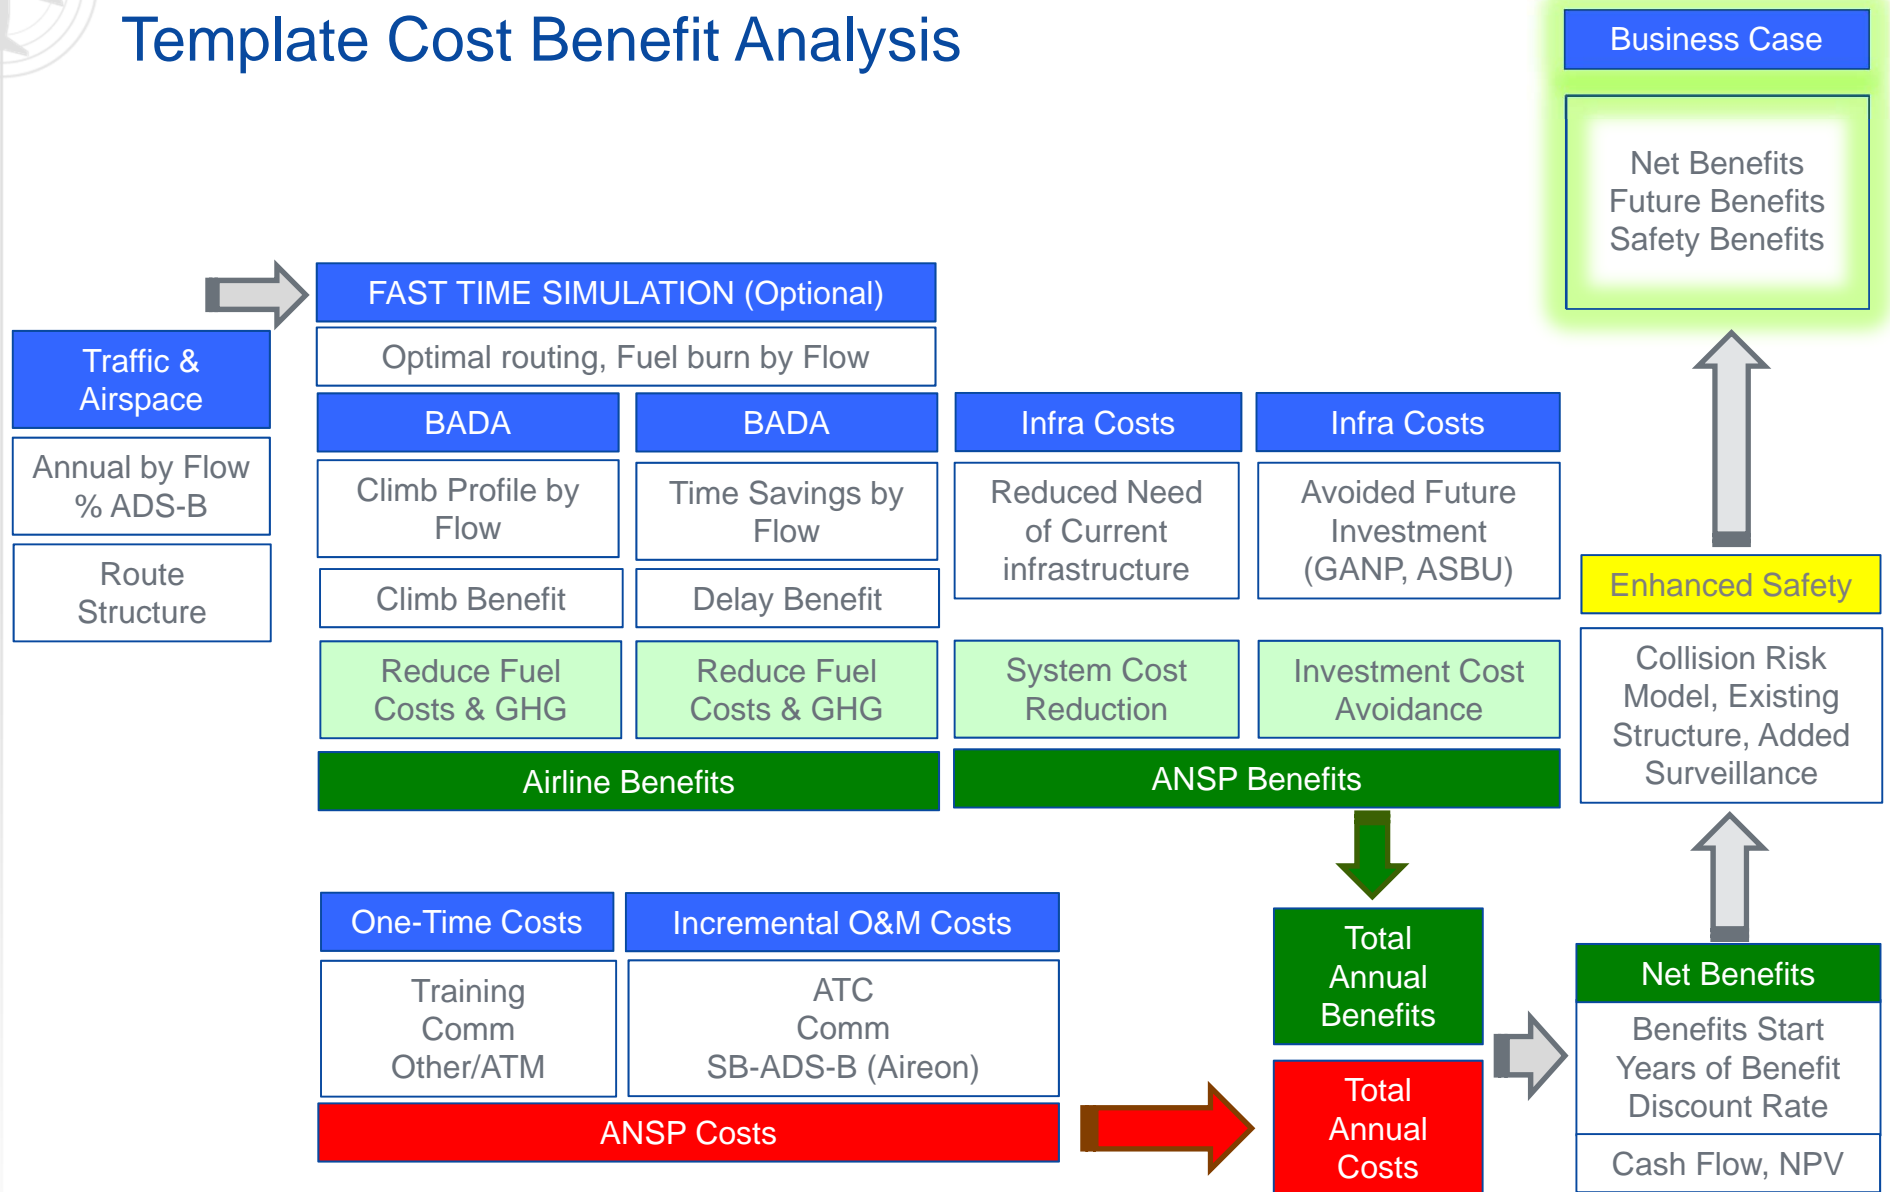 Template Cost Benefit Analysis
Business Case
Net Benefits
Future Benefits
Safety Benefits
FAST TIME SIMULATION (Optional)
Optimal routing, Fuel burn by Flow
Traffic &
Airspace
Annual by Flow
% ADS-B
Route
Structure
BADA
Climb Profile by
Flow
Climb Benefit
Reduce Fuel
Costs & GHG
BADA
Time Savings by
Flow
Delay Benefit
Reduce Fuel
Costs & GHG
Airline Benefits
Infra Costs
Reduced Need
of Current
infrastructure
System Cost
Reduction
Infra Costs
Avoided Future
Investment
(GANP, ASBU)
Investment Cost
Avoidance
ANSP Benefits
Enhanced Safety
Collision Risk
Model, Existing
Structure, Added
Surveillance
One-Time Costs
Training
Comm
Other/ATM
Incremental O&M Costs
ATC
Comm
SB-ADS-B (Aireon)
ANSP Costs
Total
Annual
Benefits
Total
Annual
Costs
Net Benefits
Benefits Start
Years of Benefit
Discount Rate
Cash Flow, NPV